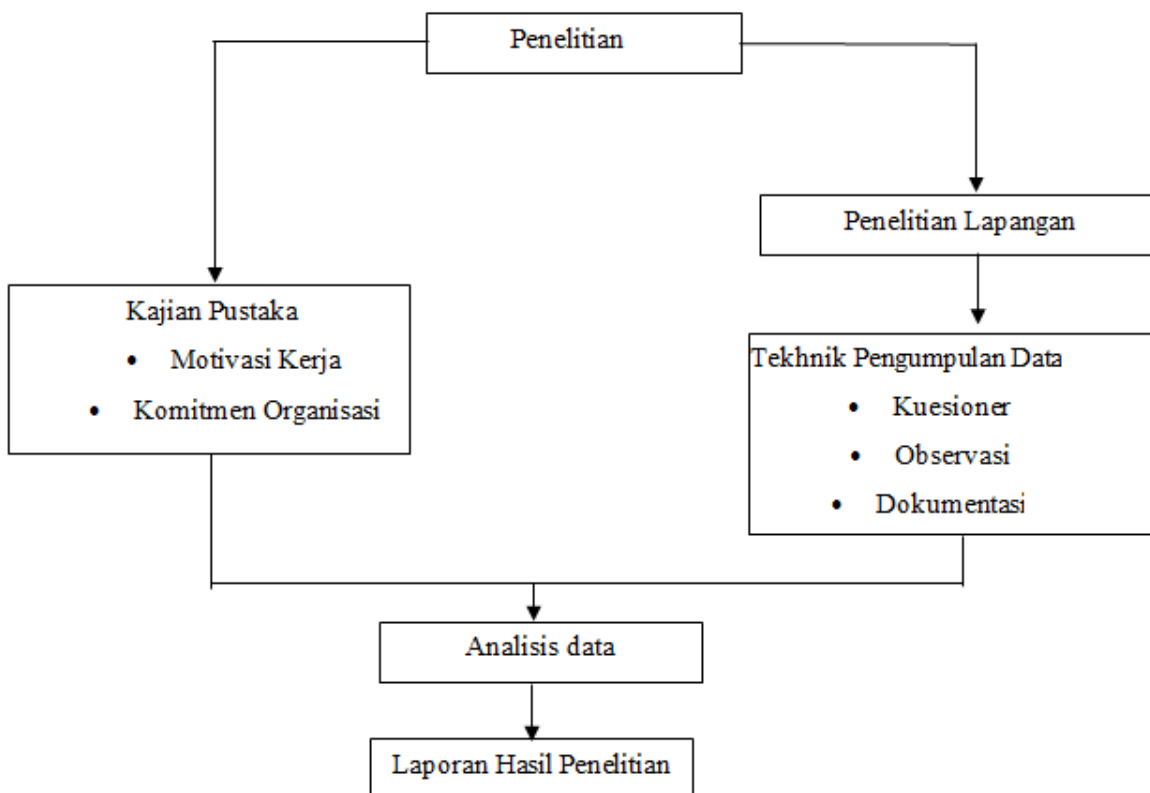 Penelitian
Penelitian Lapangan
Kajian Pustaka
• Motivasi Kerja
• Komitmen Organisasi
Tekhnik Pengumpulan Data
• Kuesioner
• Observasi
• Dokumentasi
Analisis data
Laporan Hasil Penelitian